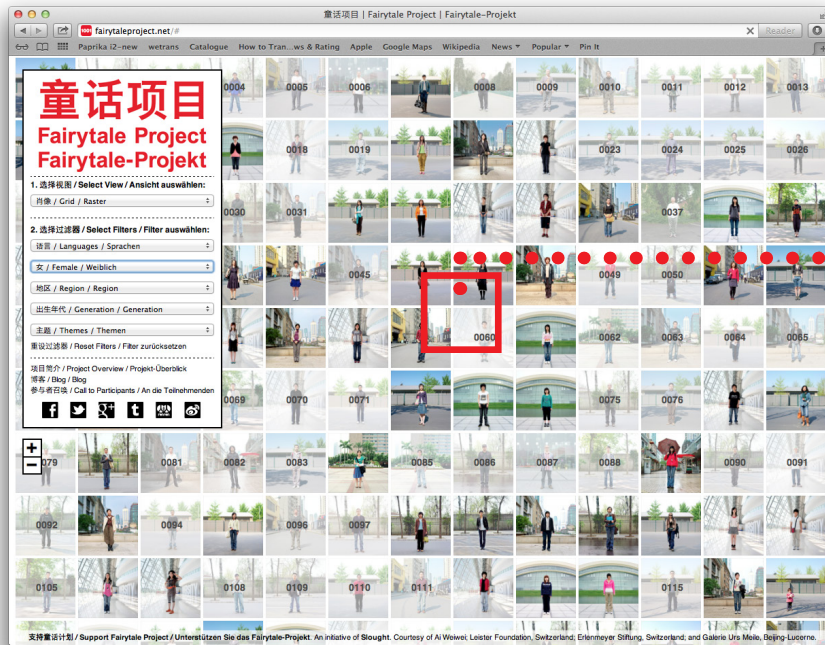 童话项目 | Fairytale Project | Fairytale-Projekt
fairytaleproject.net/#
Reader
Paprika i2-new wetrans Catalogue How to Tran...ws & Rating Apple Google Maps Wikipedia News Popular Pin It
童话项目
Fairytale Project
Fairytale-Projekt
1. 选择视图 / Select View / Ansicht auswählen:
肖像 / Grid / Raster
2. 选择过滤器 / Select Filters / Filter auswählen:
语言 / Languages / Sprachen
女 / Female / Weiblich
地区 / Region / Region
出生年代 / Generation / Generation
主题 / Themes / Themen
重设过滤器 / Reset Filters / Filter zurücksetzen
项目简介 / Project Overview / Projekt-Überblick
博客 / Blog / Blog
参与者召唤 / Call to Participants / An die Teilnehmenden
+
−
0004 0005 0006 0008 0009 0010 0011 0012 0013
0018 0019 0023 0024 0025 0026
0030 0031 0037
0045 0049 0050
0060 0062 0063 0064 0065
0069 0070 0071 0075 0076
0079 0081 0082 0083 0085 0086 0087 0088 0090 0091
0092 0094 0096 0097
0105 0108 0109 0110 0111 0115
支持童话计划 / Support Fairytale Project / Unterstützen Sie das Fairytale-Projekt. An initiative of Slought. Courtesy of Ai Weiwei; Leister Foundation, Switzerland; Erlenmeyer Stiftung, Switzerland; and Galerie Urs Meile, Beijing-Lucerne.